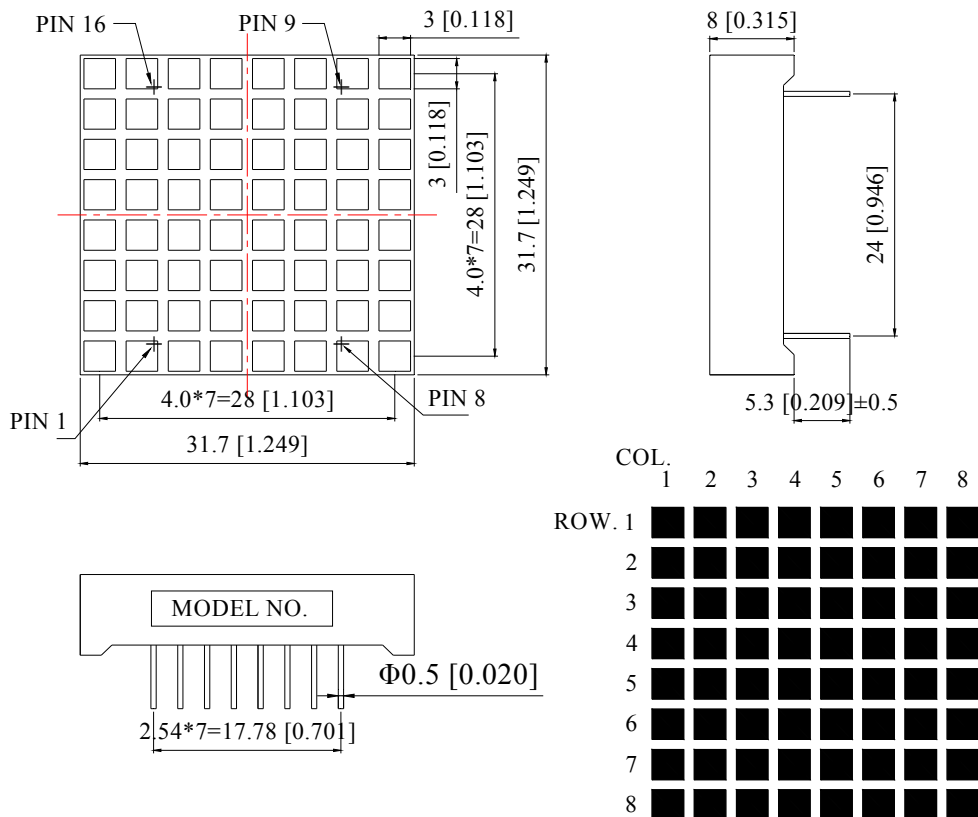 PIN 16
PIN 9
3 [0.118]
8 [0.315]
3 [0.118]
4.0*7=28 [1.103]
31.7 [1.249]
24 [0.946]
PIN 1
4.0*7=28 [1.103]
PIN 8
31.7 [1.249]
5.3 [0.209]±0.5
COL.
1 2 3 4 5 6 7 8
ROW. 1
2
3
4
5
6
7
8
MODEL NO.
Φ0.5 [0.020]
2.54*7=17.78 [0.701]